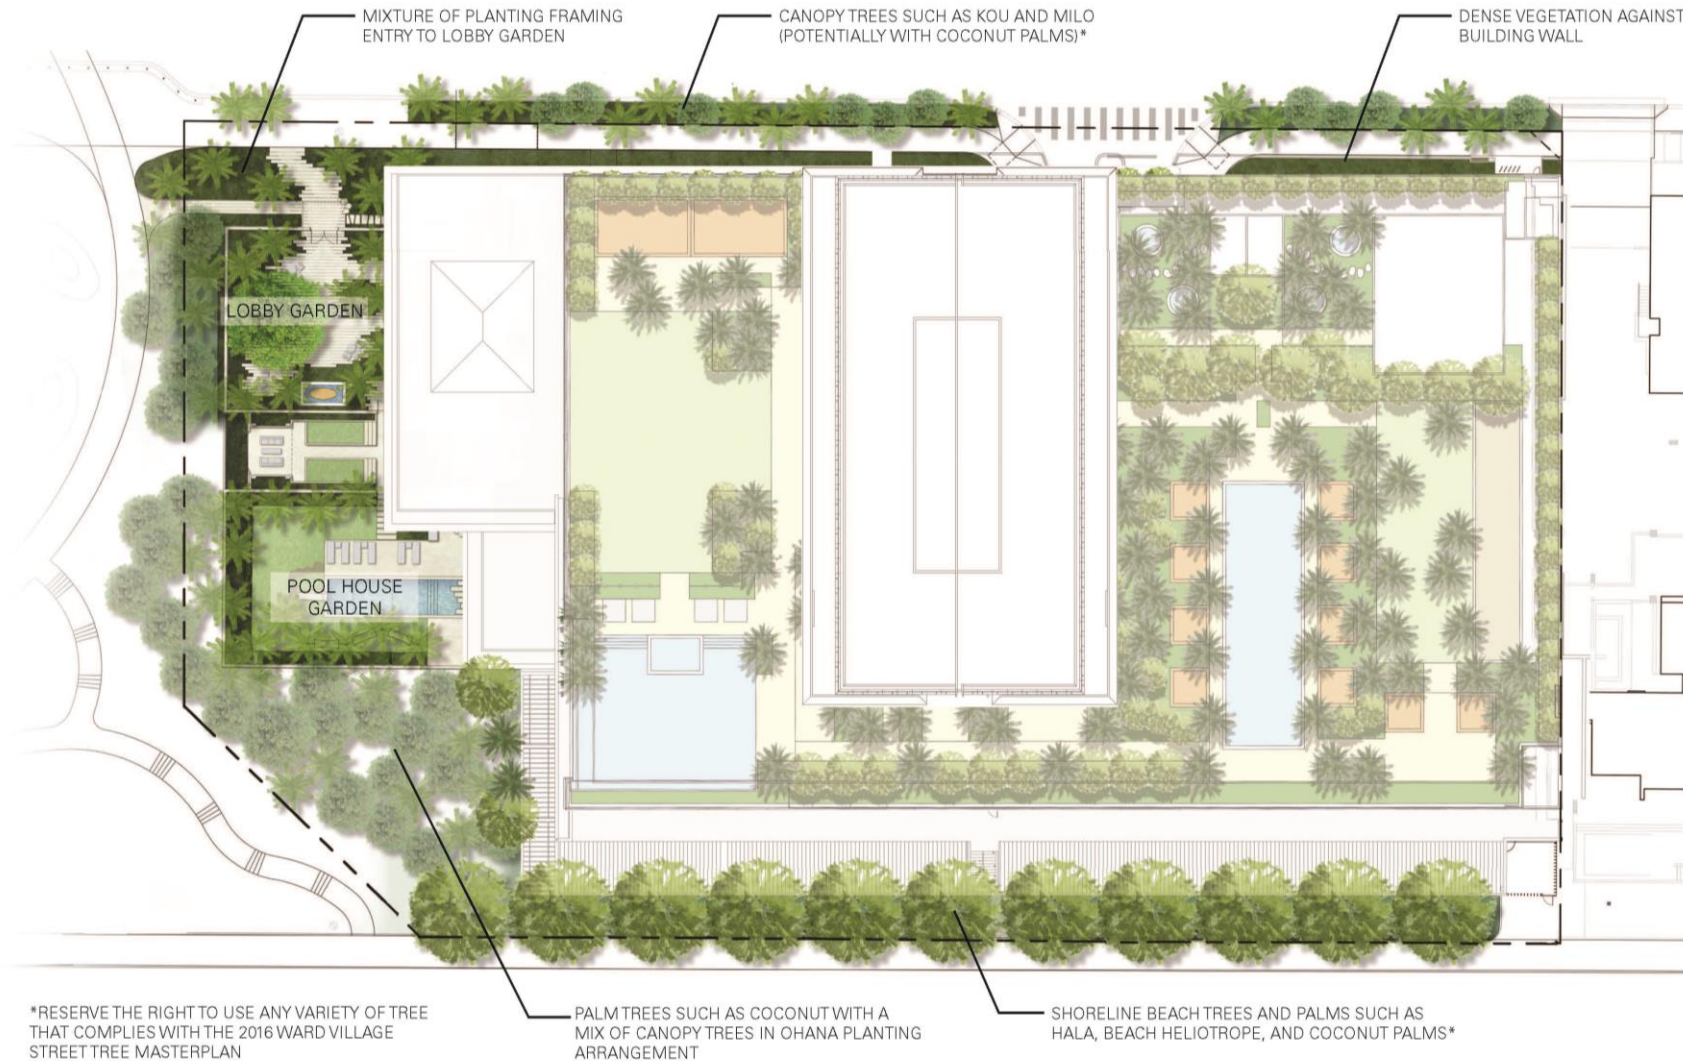 MIXTURE OF PLANTING FRAMING
ENTRY TO LOBBY GARDEN
CANOPY TREES SUCH AS KOU AND MILO
(POTENTIALLY WITH COCONUT PALMS)*
DENSE VEGETATION AGAINST
BUILDING WALL
LOBBY GARDEN
POOL HOUSE
GARDEN
*RESERVE THE RIGHT TO USE ANY VARIETY OF TREE
THAT COMPLIES WITH THE 2016 WARD VILLAGE
STREET TREE MASTERPLAN
PALM TREES SUCH AS COCONUT WITH A
MIX OF CANOPY TREES IN OHANA PLANTING
ARRANGEMENT
SHORELINE BEACH TREES AND PALMS SUCH AS
HALA, BEACH HELIOTROPE, AND COCONUT PALMS*